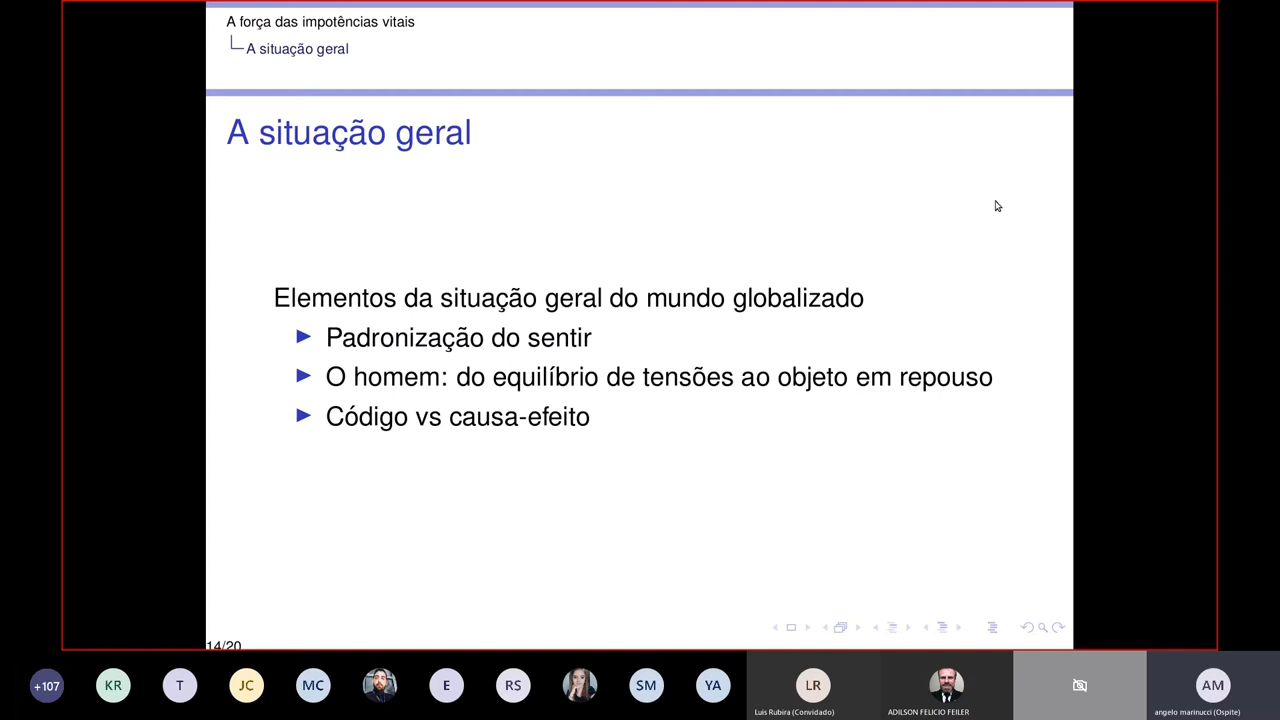 A força das impotências vitais
A situação geral
A situação geral
Elementos da situação geral do mundo globalizado
Padronização do sentir
O homem: do equilíbrio de tensões ao objeto em repouso
Código vs causa-efeito
14/20
+107
KR
T
JC
MC
E
RS
SM
YA
LR
Luis Rubira (Convidado)
ADILSON FELICIO FEILER
AM
angelo marinucci (Ospite)